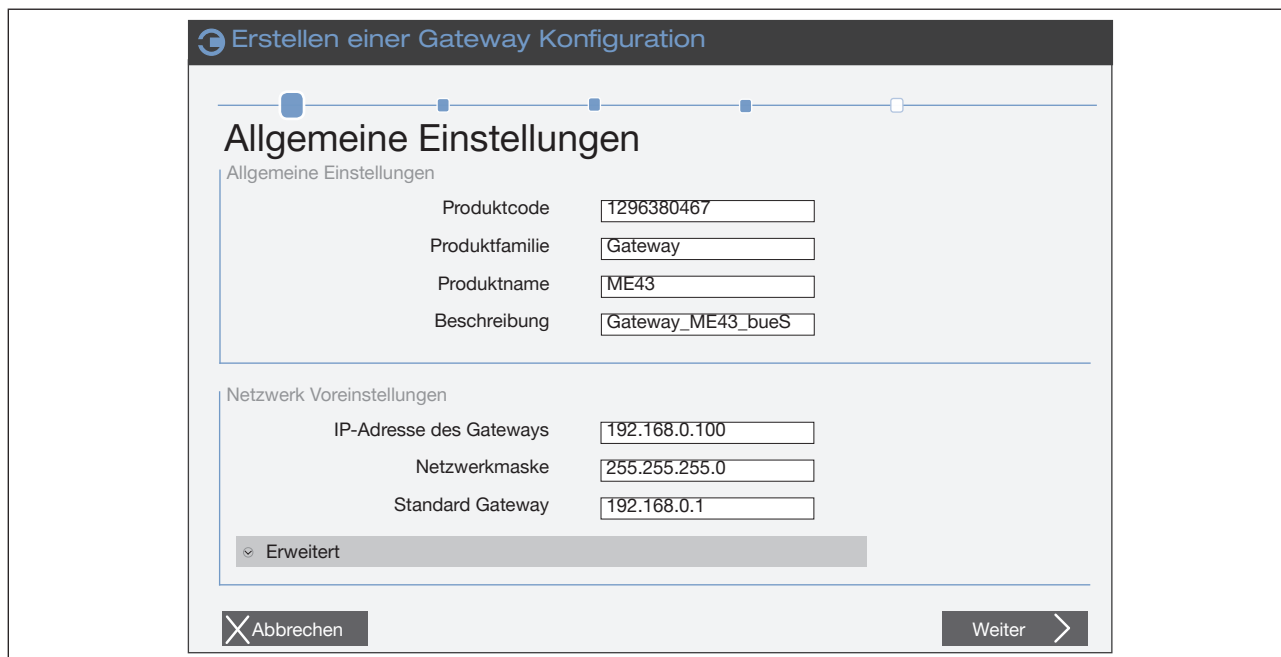 Erstellen einer Gateway Konfiguration
Allgemeine Einstellungen
Allgemeine Einstellungen
Produktcode 1296380467
Produktfamilie Gateway
Produktname ME43
Beschreibung Gateway_ME43_bueS
Netzwerk Voreinstellungen
IP-Adresse des Gateways 192.168.0.100
Netzwerkmaske 255.255.255.0
Standard Gateway 192.168.0.1
Erweitert
Abbrechen Weiter